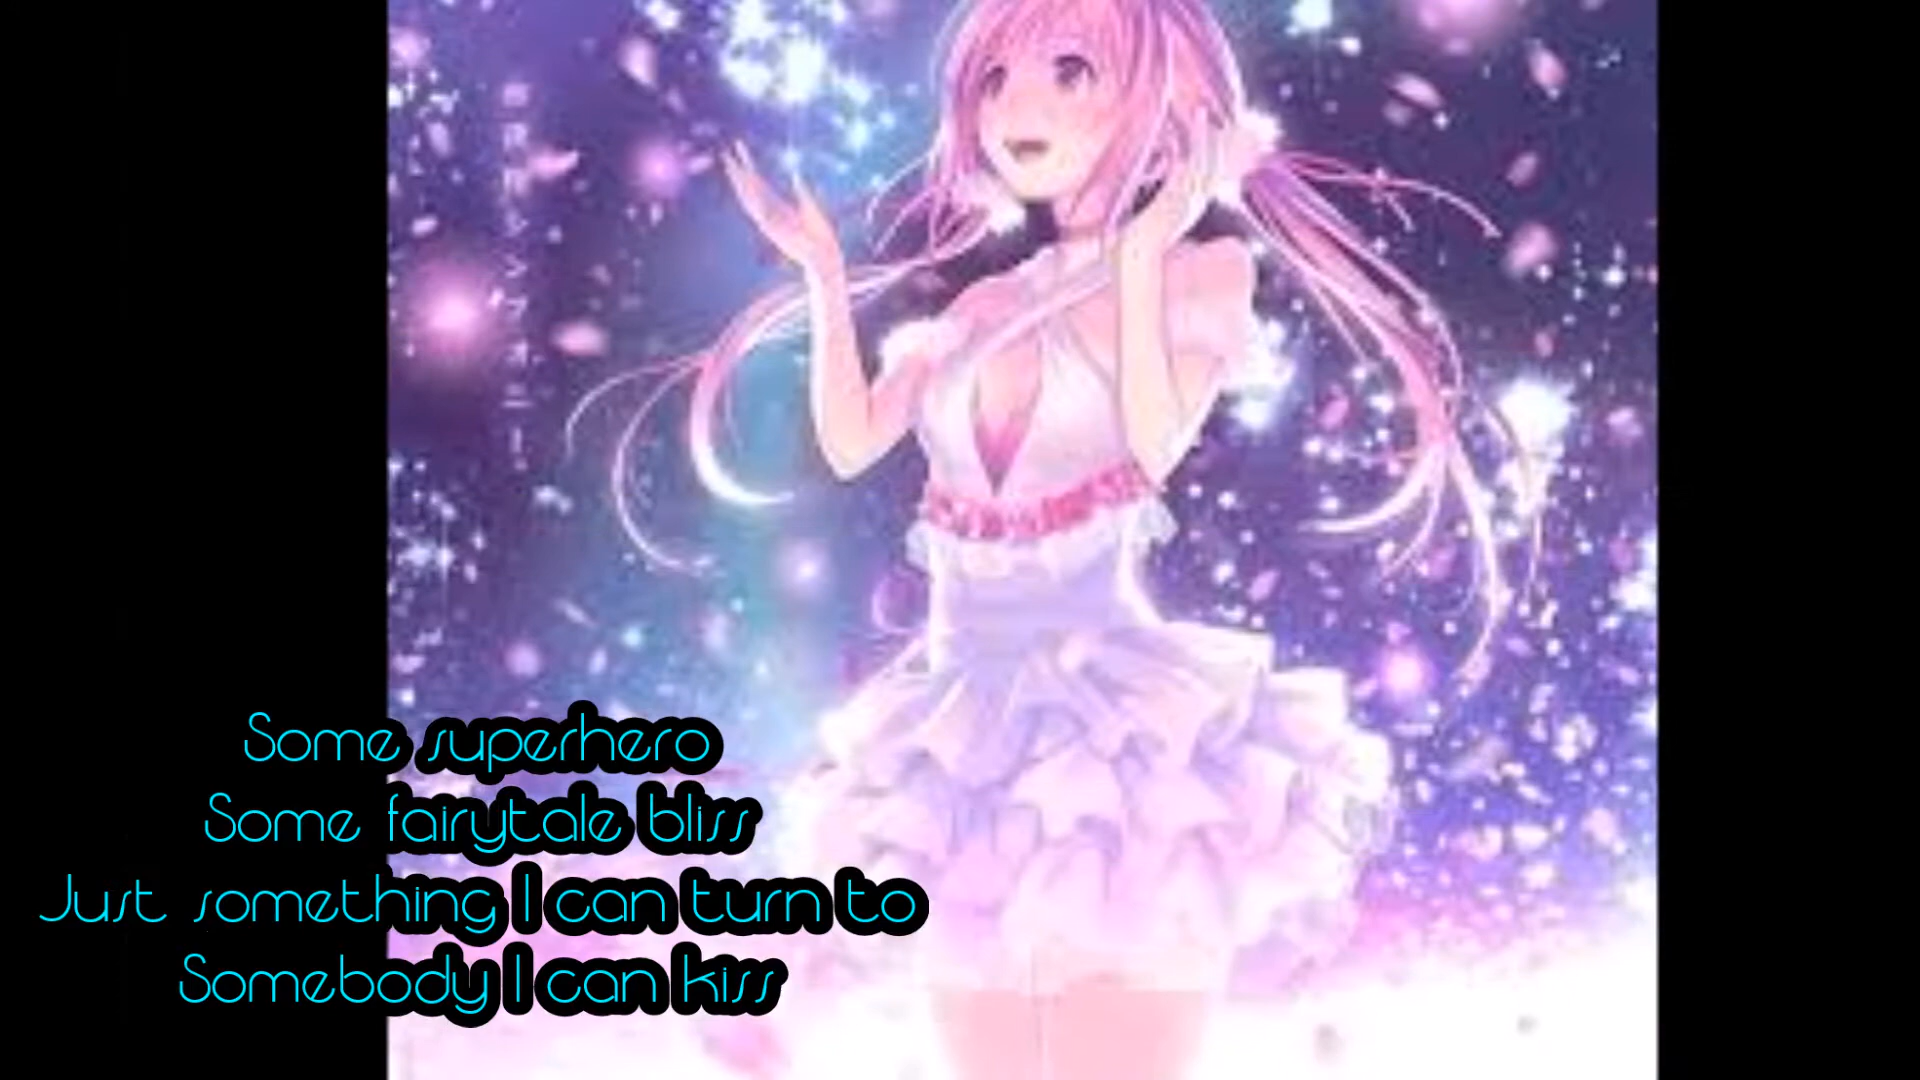 Some superhero
Some fairytale bliss
Just something I can turn to
Somebody I can kiss